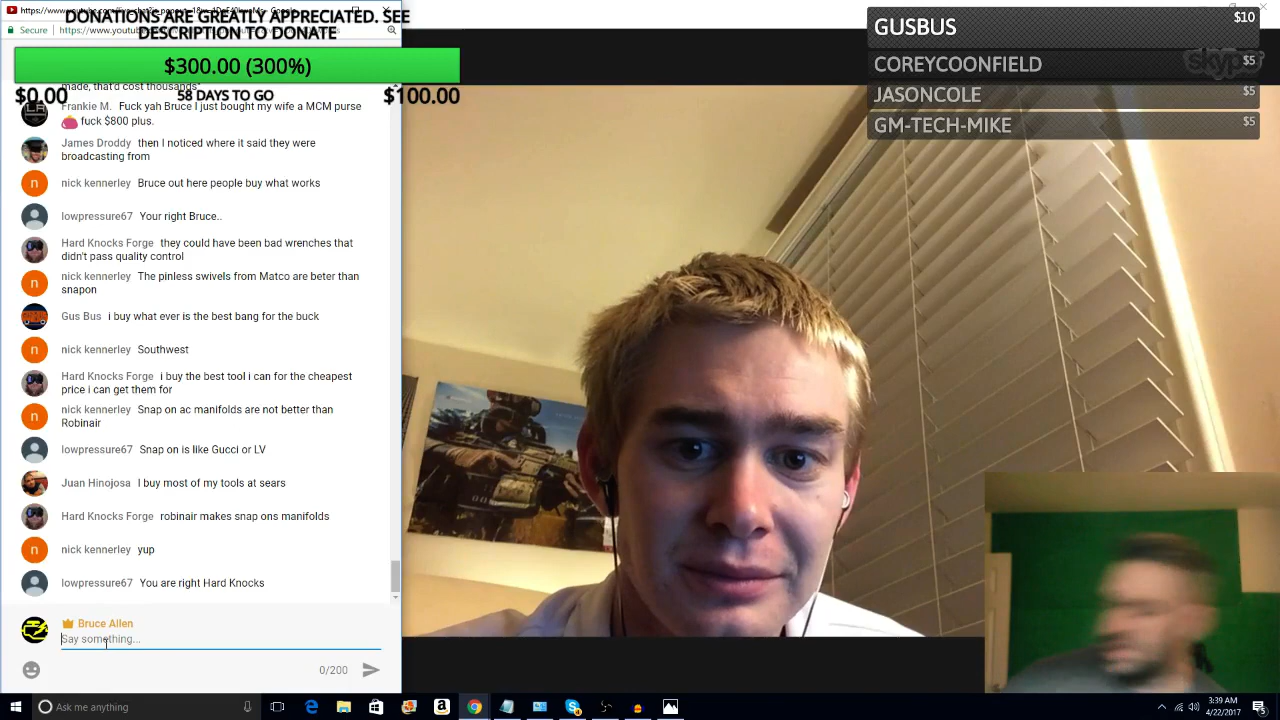 DONATIONS ARE GREATLY APPRECIATED. SEE
DESCRIPTION TO DONATE
Secure
$300.00 (300%)
$0.00
58 DAYS TO GO
$100.00
made, that'd cost thousands"
Frankie M. Fuck yah Bruce I just bought my wife a MCM purse
👛 fuck $800 plus.
James Droddy then I noticed where it said they were
broadcasting from
nick kennerley Bruce out here people buy what works
lowpressure67 Your right Bruce..
Hard Knocks Forge they could have been bad wrenches that
didn't pass quality control
nick kennerley The pinless swivels from Matco are beter than
snapon
Gus Bus i buy what ever is the best bang for the buck
nick kennerley Southwest
Hard Knocks Forge i buy the best tool i can for the cheapest
price i can get them for
nick kennerley Snap on ac manifolds are not better than
Robinair
lowpressure67 Snap on is like Gucci or LV
Juan Hinojosa I buy most of my tools at sears
Hard Knocks Forge robinair makes snap ons manifolds
nick kennerley yup
lowpressure67 You are right Hard Knocks
Bruce Allen
Say something...
0/200
GUSBUS $10
COREYCOONFIELD $5
JASONCOLE $5
GM-TECH-MIKE $5
skype
Ask me anything
3:39 AM
4/22/2017